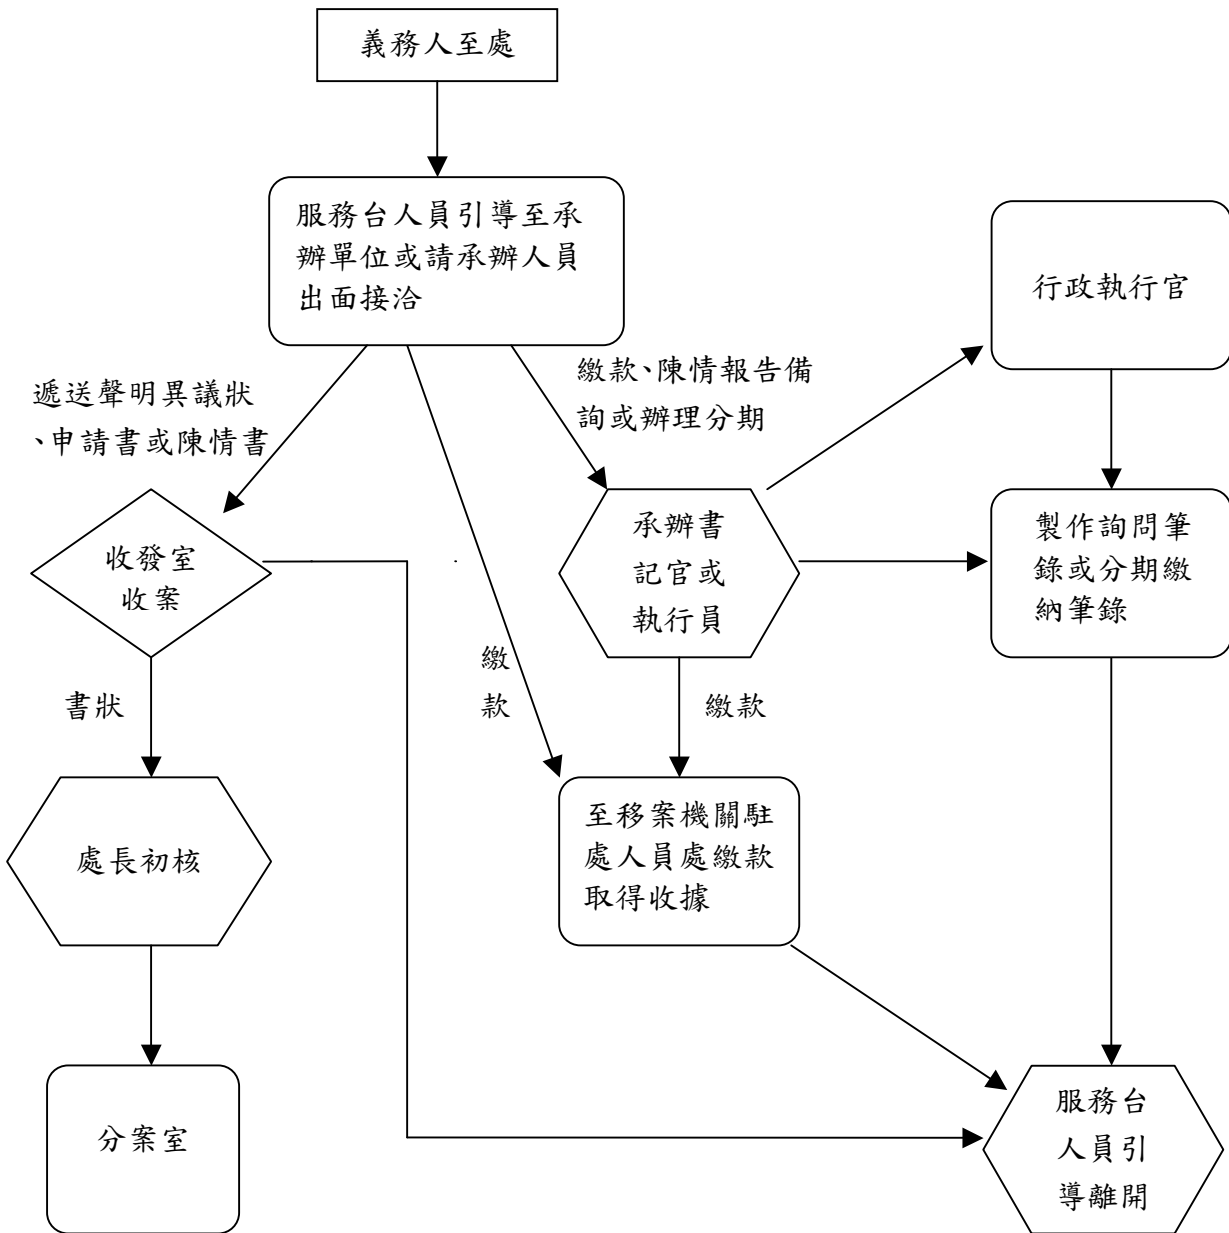 義務人至處
服務台人員引導至承
辦單位或請承辦人員
出面接洽
行政執行官
繳款、陳情報告備
詢或辦理分期
遞送聲明異議狀
、申請書或陳情書
收發室
收案
承辦書
記官或
執行員
製作詢問筆
錄或分期繳
納筆錄
繳
款
書狀
繳款
處長初核
至移案機關駐
處人員處繳款
取得收據
分案室
服務台
人員引
導離開